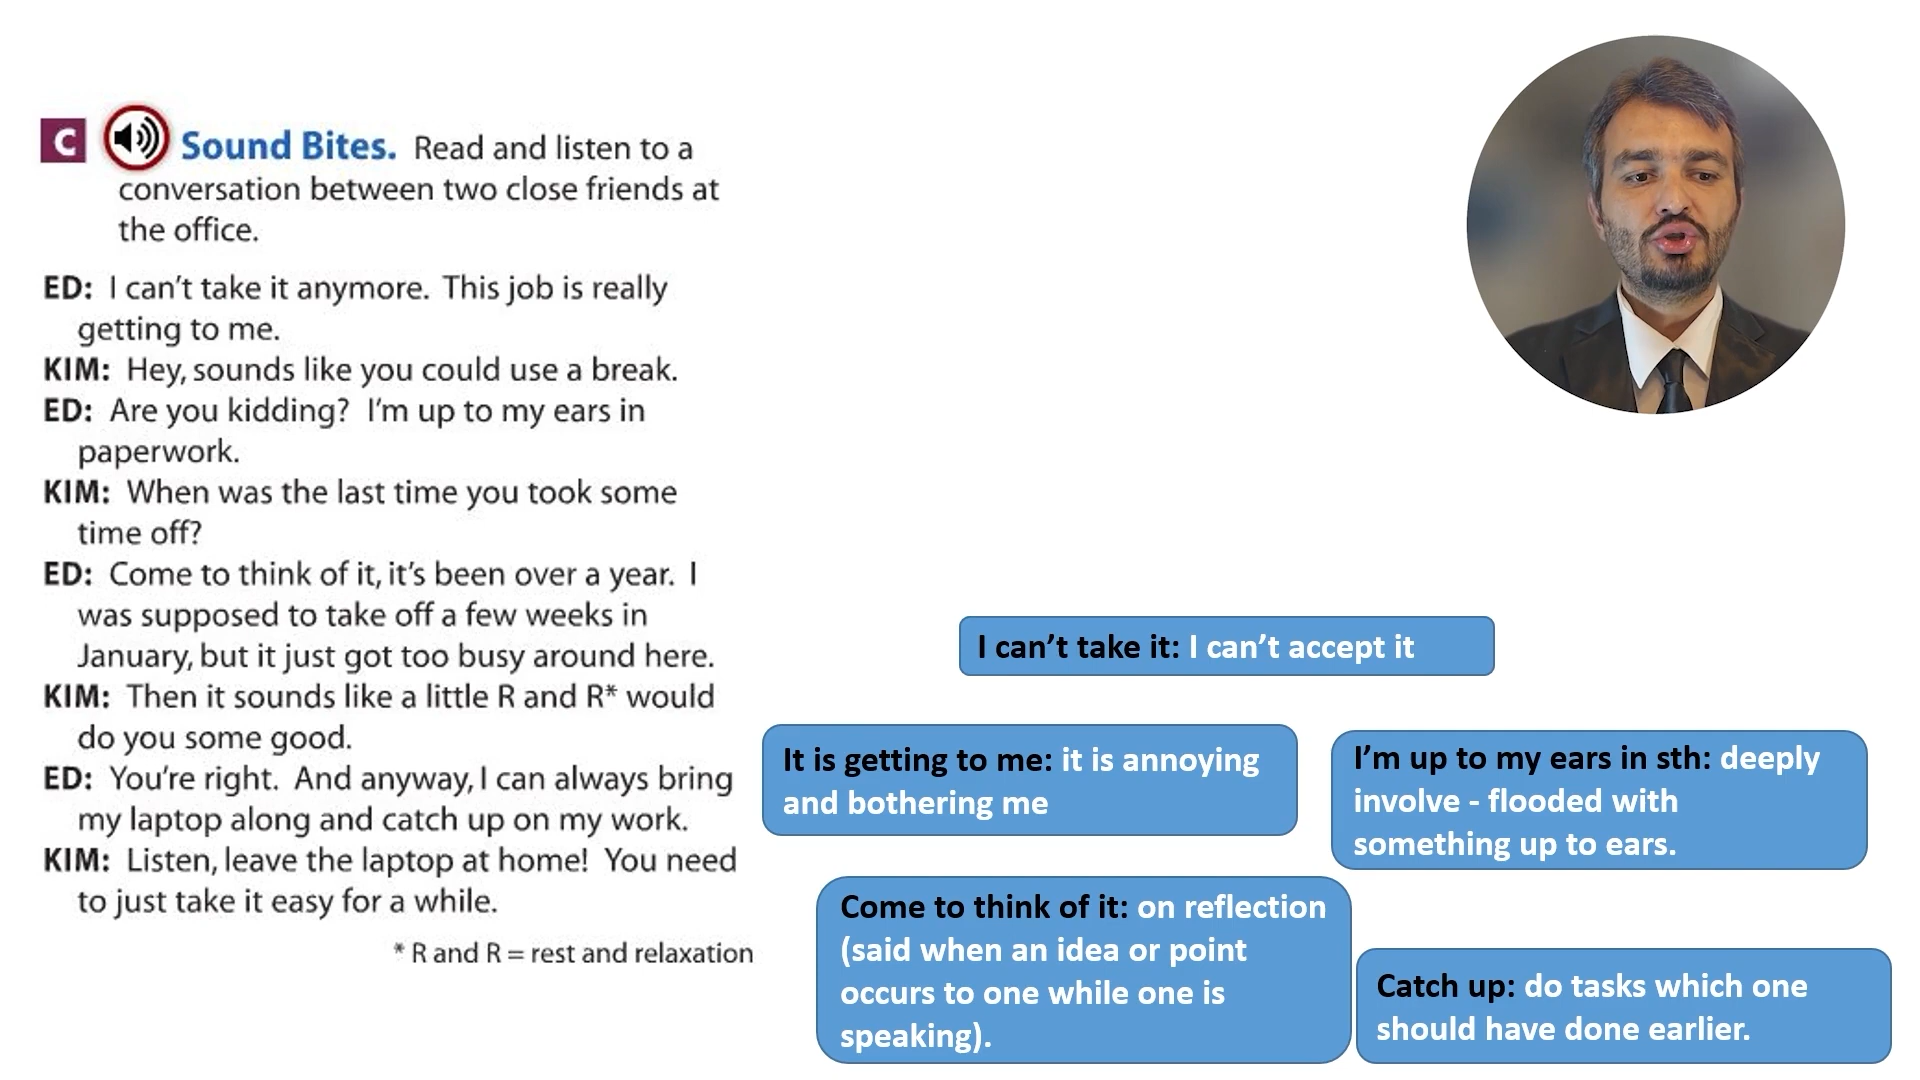 C Sound Bites. Read and listen to a
conversation between two close friends at
the office.
ED: I can't take it anymore. This job is really
getting to me.
KIM: Hey, sounds like you could use a break.
ED: Are you kidding? I'm up to my ears in
paperwork.
KIM: When was the last time you took some
time off?
ED: Come to think of it, it's been over a year. I
was supposed to take off a few weeks in
January, but it just got too busy around here.
KIM: Then it sounds like a little R and R* would
do you some good.
ED: You're right. And anyway, I can always bring
my laptop along and catch up on my work.
KIM: Listen, leave the laptop at home! You need
to just take it easy for a while.
* R and R = rest and relaxation
I can't take it: I can't accept it
It is getting to me: it is annoying
and bothering me
I'm up to my ears in sth: deeply
involve - flooded with
something up to ears.
Come to think of it: on reflection
(said when an idea or point
occurs to one while one is
speaking).
Catch up: do tasks which one
should have done earlier.